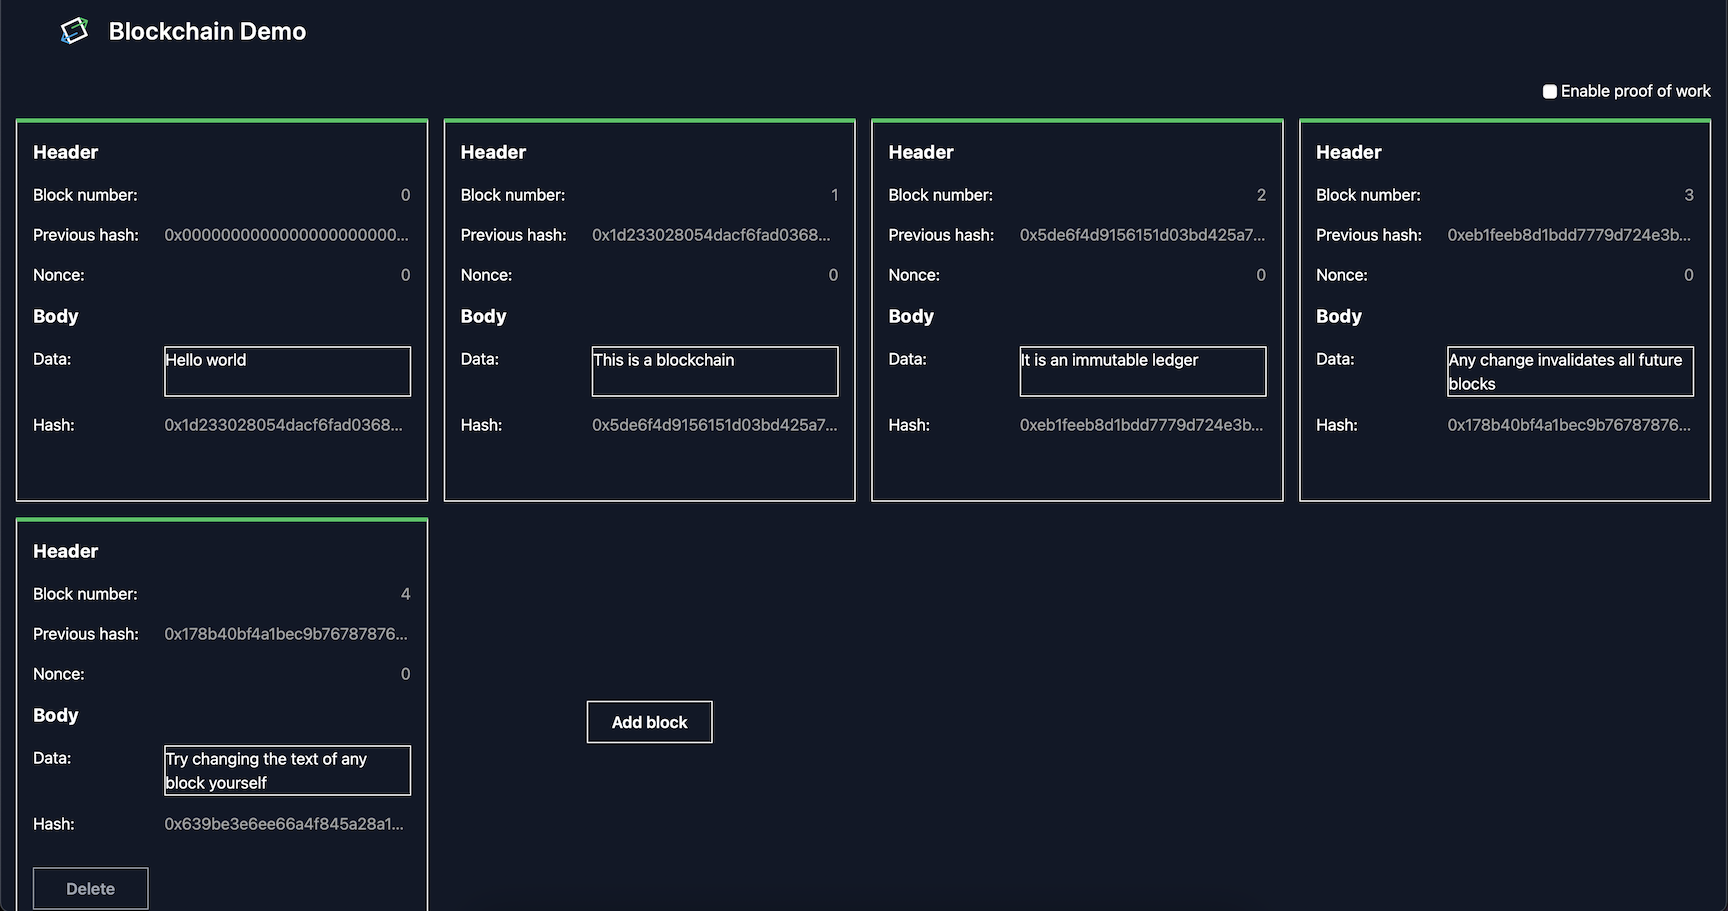 Blockchain Demo
Enable proof of work
Header
Block number: 0
Previous hash: 0x0000000000000000000000...
Nonce: 0
Body
Data: Hello world
Hash: 0x1d233028054dacf6fad0368...
Header
Block number: 1
Previous hash: 0x1d233028054dacf6fad0368...
Nonce: 0
Body
Data: This is a blockchain
Hash: 0x5de6f4d9156151d03bd425a7...
Header
Block number: 2
Previous hash: 0x5de6f4d9156151d03bd425a7...
Nonce: 0
Body
Data: It is an immutable ledger
Hash: 0xeb1feeb8d1bdd7779d724e3b...
Header
Block number: 3
Previous hash: 0xeb1feeb8d1bdd7779d724e3b...
Nonce: 0
Body
Data: Any change invalidates all future
blocks
Hash: 0x178b40bf4a1bec9b76787876...
Header
Block number: 4
Previous hash: 0x178b40bf4a1bec9b76787876...
Nonce: 0
Body
Data: Try changing the text of any
block yourself
Hash: 0x639be3e6ee66a4f845a28a1...
Delete
Add block